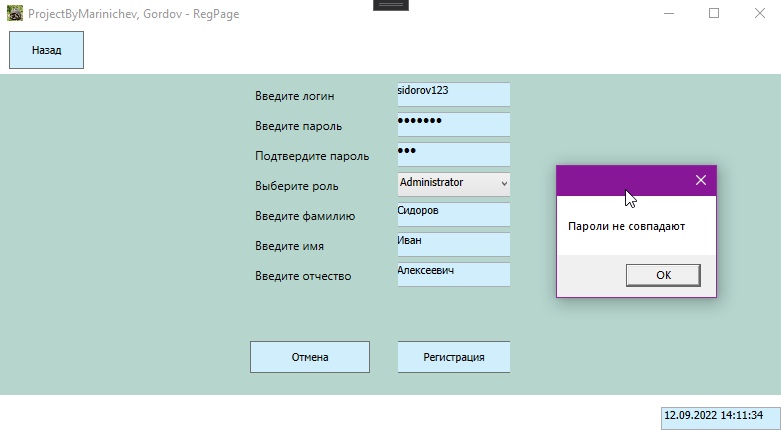 ProjectByMarinichev, Gordov - RegPage
Назад
Введите логин
sidorov123
Введите пароль
•••••••
Подтвердите пароль
•••
Выберите роль
Administrator
Введите фамилию
Сидоров
Введите имя
Иван
Введите отчество
Алексеевич
Пароли не совпадают
OK
Отмена
Регистрация
12.09.2022 14:11:34